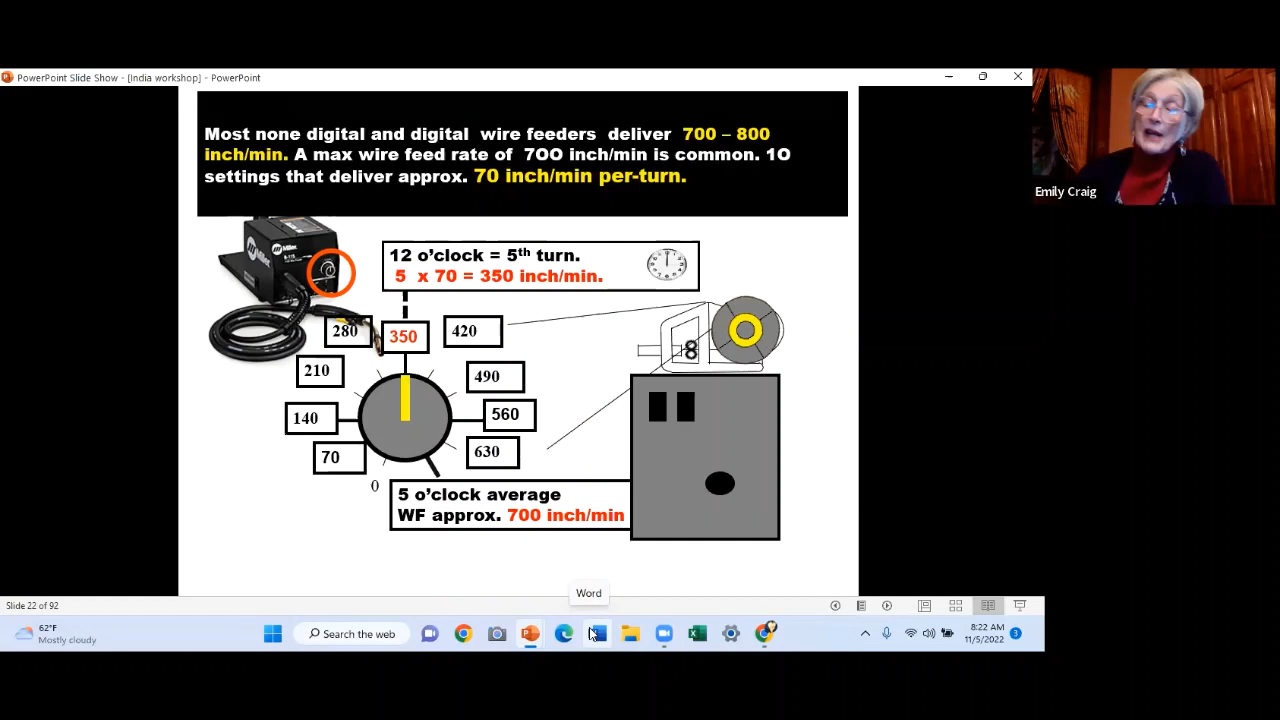 PowerPoint Slide Show - [India workshop] - PowerPoint
Most none digital and digital wire feeders deliver 700 – 800
inch/min. A max wire feed rate of 7OO inch/min is common. 1O
settings that deliver approx. 70 inch/min per-turn.
Emily Craig
Miller
12 o’clock = 5th turn.
5 x 70 = 350 inch/min.
280
350
420
210
490
140
560
70
630
0
5 o’clock average
WF approx. 700 inch/min
Word
Slide 22 of 92
62°F
Mostly cloudy
Search the web
8:22 AM
11/5/2022
3